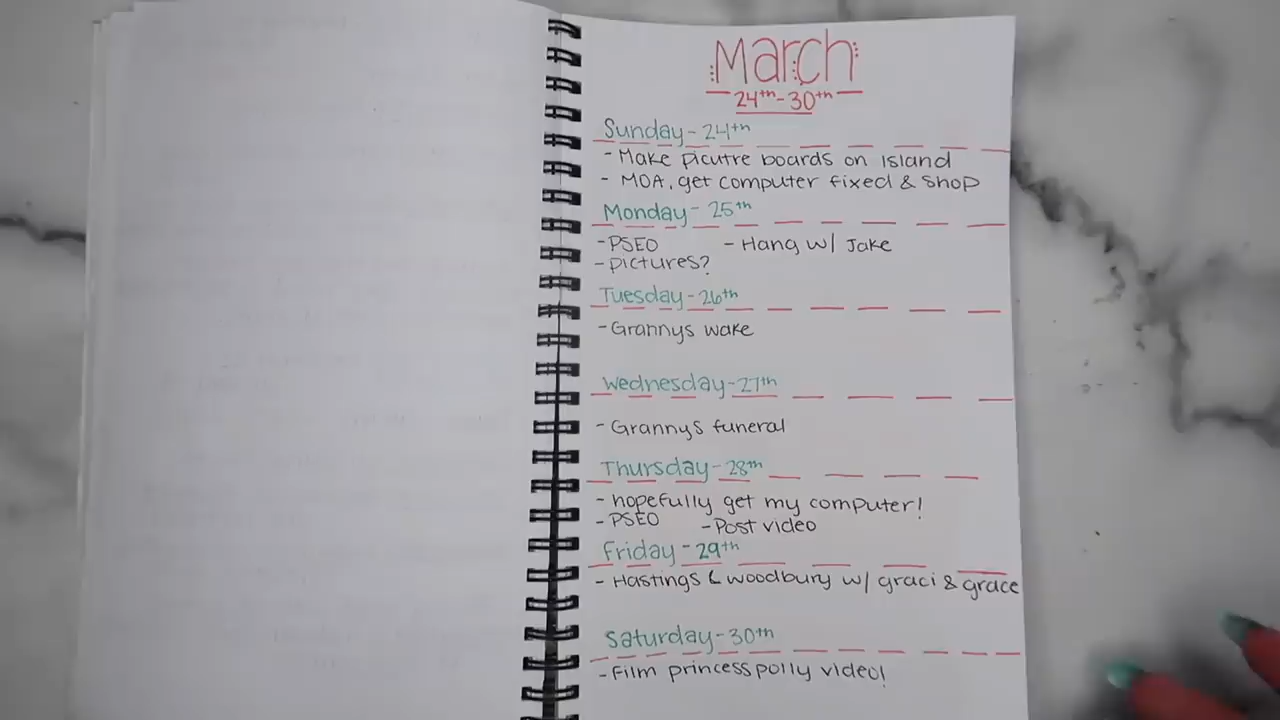 March
24th-30th
Sunday-24th
- Make picutre boards on Island
- MOA, get computer fixed & shop
Monday-25th
-PSEO -Hang w/ Jake
-pictures?
Tuesday-26th
-Grannys wake
Wednesday-27th
-Grannys funeral
Thursday-28th
-hopefully get my computer!
-PSEO -Post video
Friday-29th
-Hastings & woodbury w/ graci & grace
Saturday-30th
-Film princess polly video!